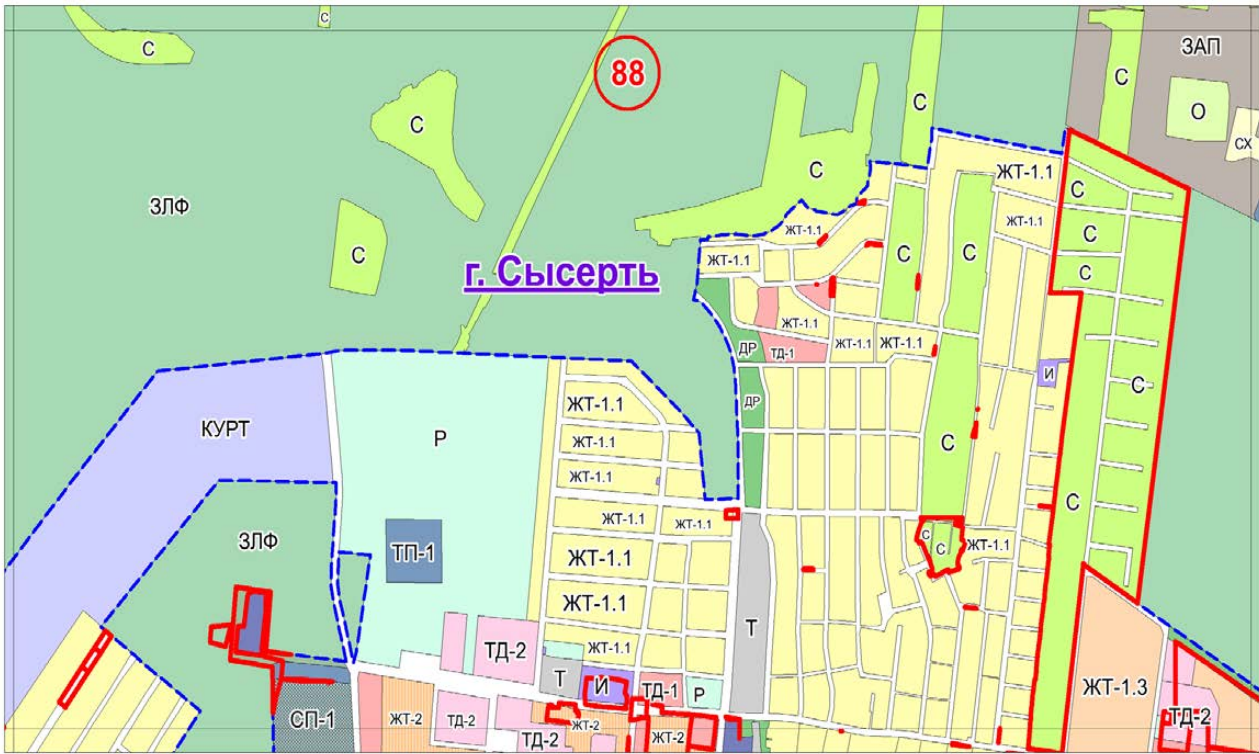 С
С
88
ЗАП
С
С
С
О
СХ
С
ЖТ-1.1
С
ЗЛФ
ЖТ-1.1
ЖТ-1.1
С
С
С
С
ЖТ-1.1
С
г. Сысерть
ЖТ-1.1
ДР
ТД-1
ЖТ-1.1
ЖТ-1.1
И
С
ДР
ЖТ-1.1
КУРТ
Р
ЖТ-1.1
С
ЖТ-1.1
С
ЖТ-1.1
ЖТ-1.1
ЗЛФ
ТП-1
С
С
ЖТ-1.1
ЖТ-1.1
ЖТ-1.1
Т
ЖТ-1.1
ТД-2
Т
И
ТД-1
Р
ЖТ-1.3
СП-1
ЖТ-2
ТД-2
ЖТ-2
ТД-2
ТД-2
ЖТ-2